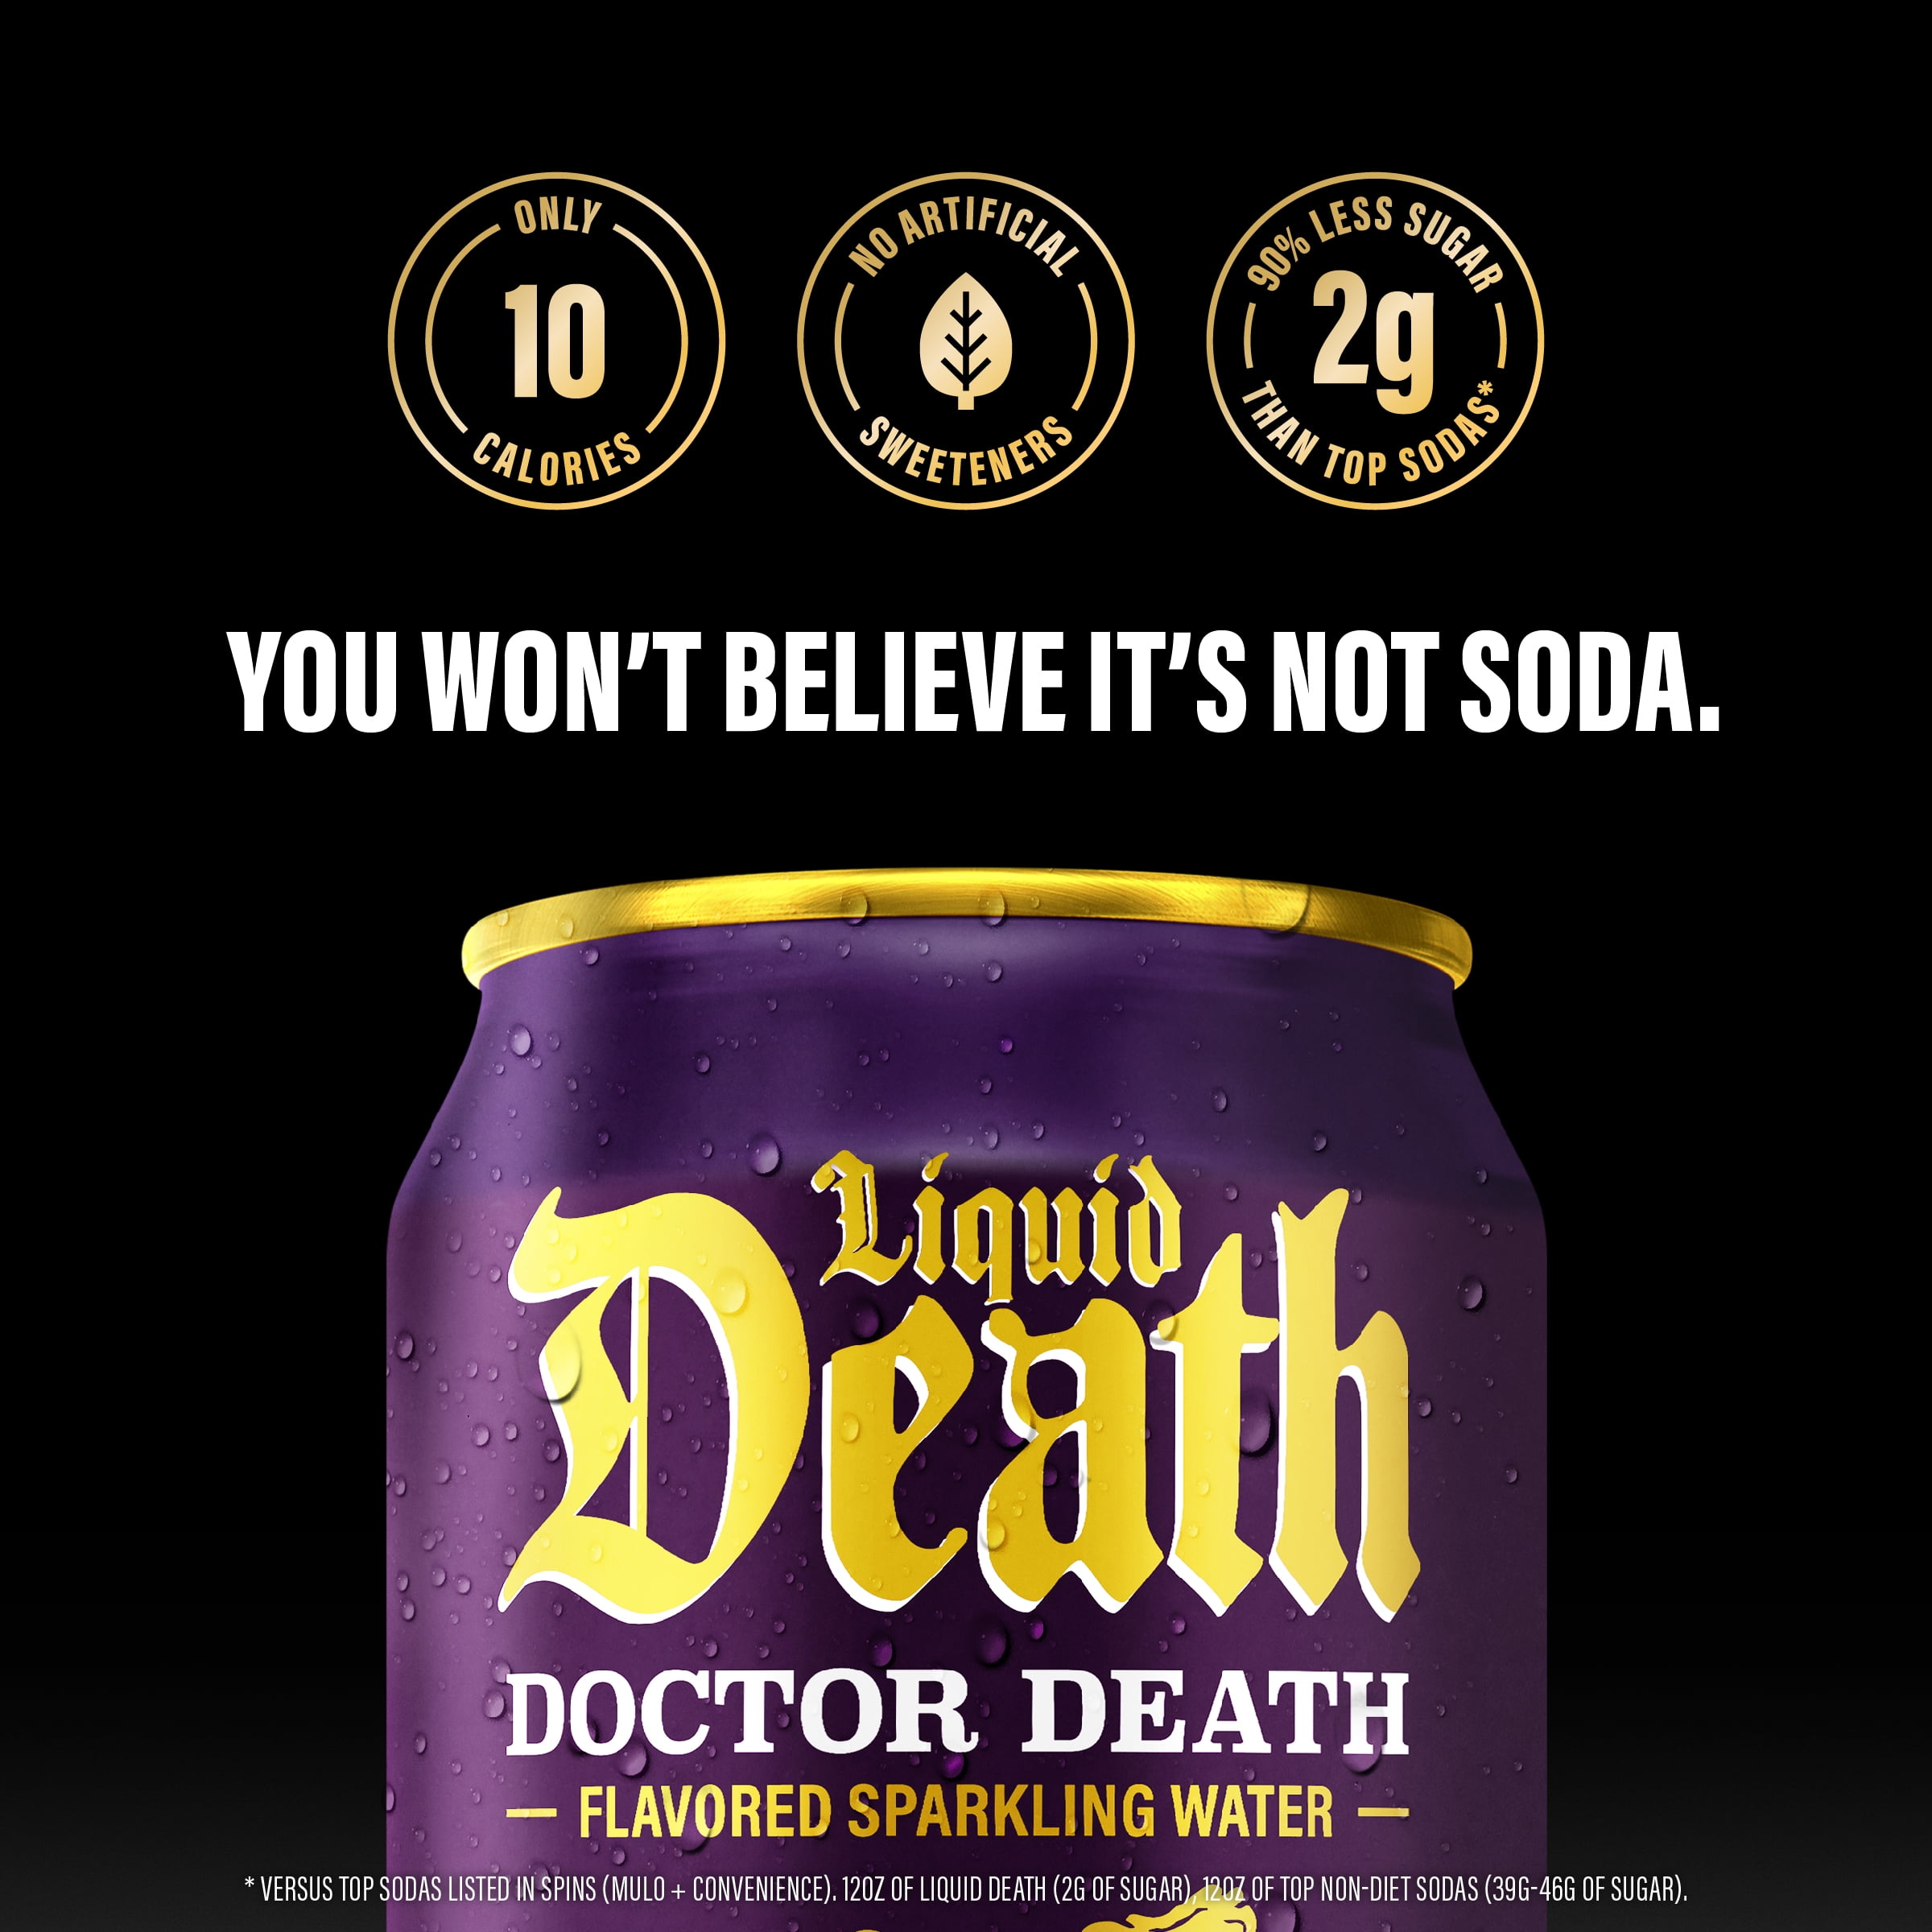 ONLY
10
CALORIES
NO ARTIFICIAL
SWEETENERS
90% LESS SUGAR
2g
THAN TOP SODAS*
YOU WON'T BELIEVE IT'S NOT SODA.
Liquid
Death
DOCTOR DEATH
FLAVORED SPARKLING WATER
* VERSUS TOP SODAS LISTED IN SPINS (MULO + CONVENIENCE). 12OZ OF LIQUID DEATH (2G OF SUGAR), 12OZ OF TOP NON-DIET SODAS (39G-46G OF SUGAR).